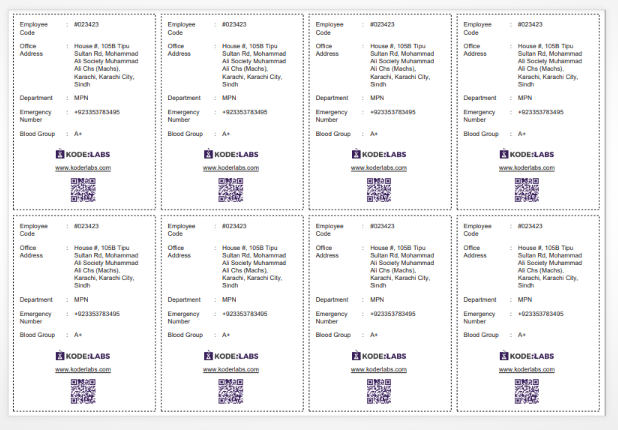 Employee Code : #023423
Office Address : House #, 105B Tipu
Sultan Rd, Mohammad
Ali Society Muhammad
Ali Chs (Machs),
Karachi, Karachi City,
Sindh
Department : MPN
Emergency Number : +923353783495
Blood Group : A+
KODE:LABS
www.koderlabs.com
Employee Code : #023423
Office Address : House #, 105B Tipu
Sultan Rd, Mohammad
Ali Society Muhammad
Ali Chs (Machs),
Karachi, Karachi City,
Sindh
Department : MPN
Emergency Number : +923353783495
Blood Group : A+
KODE:LABS
www.koderlabs.com
Employee Code : #023423
Office Address : House #, 105B Tipu
Sultan Rd, Mohammad
Ali Society Muhammad
Ali Chs (Machs),
Karachi, Karachi City,
Sindh
Department : MPN
Emergency Number : +923353783495
Blood Group : A+
KODE:LABS
www.koderlabs.com
Employee Code : #023423
Office Address : House #, 105B Tipu
Sultan Rd, Mohammad
Ali Society Muhammad
Ali Chs (Machs),
Karachi, Karachi City,
Sindh
Department : MPN
Emergency Number : +923353783495
Blood Group : A+
KODE:LABS
www.koderlabs.com
Employee Code : #023423
Office Address : House #, 105B Tipu
Sultan Rd, Mohammad
Ali Society Muhammad
Ali Chs (Machs),
Karachi, Karachi City,
Sindh
Department : MPN
Emergency Number : +923353783495
Blood Group : A+
KODE:LABS
www.koderlabs.com
Employee Code : #023423
Office Address : House #, 105B Tipu
Sultan Rd, Mohammad
Ali Society Muhammad
Ali Chs (Machs),
Karachi, Karachi City,
Sindh
Department : MPN
Emergency Number : +923353783495
Blood Group : A+
KODE:LABS
www.koderlabs.com
Employee Code : #023423
Office Address : House #, 105B Tipu
Sultan Rd, Mohammad
Ali Society Muhammad
Ali Chs (Machs),
Karachi, Karachi City,
Sindh
Department : MPN
Emergency Number : +923353783495
Blood Group : A+
KODE:LABS
www.koderlabs.com
Employee Code : #023423
Office Address : House #, 105B Tipu
Sultan Rd, Mohammad
Ali Society Muhammad
Ali Chs (Machs),
Karachi, Karachi City,
Sindh
Department : MPN
Emergency Number : +923353783495
Blood Group : A+
KODE:LABS
www.koderlabs.com